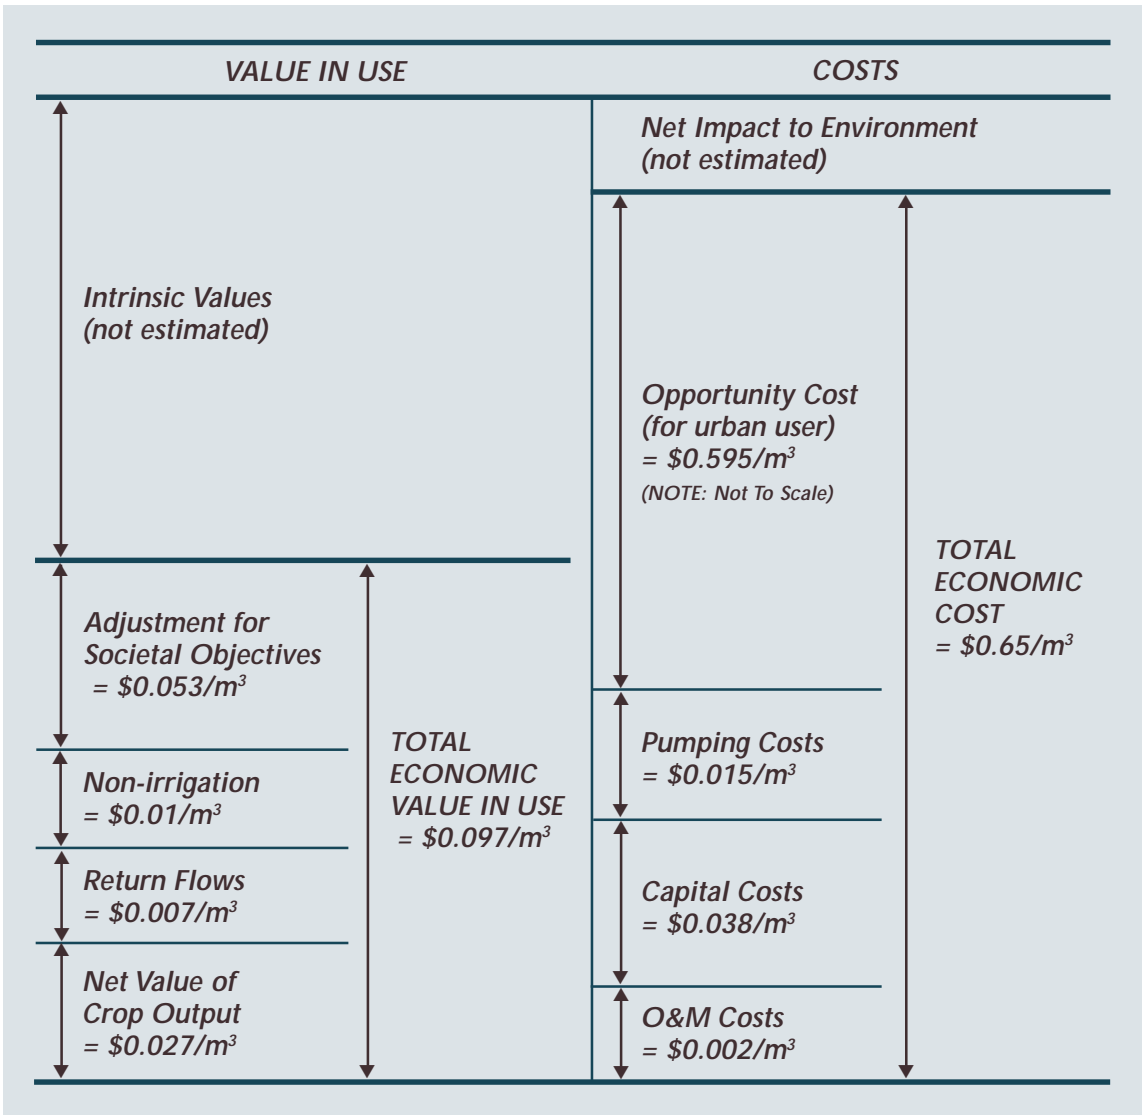 VALUE IN USE
COSTS
Net Impact to Environment
(not estimated)
Intrinsic Values
(not estimated)
Opportunity Cost
(for urban user)
= $0.595/m³
(NOTE: Not To Scale)
TOTAL
ECONOMIC
COST
= $0.65/m³
Adjustment for
Societal Objectives
= $0.053/m³
TOTAL
ECONOMIC
VALUE IN USE
= $0.097/m³
Pumping Costs
= $0.015/m³
Non-irrigation
= $0.01/m³
Return Flows
= $0.007/m³
Capital Costs
= $0.038/m³
Net Value of
Crop Output
= $0.027/m³
O&M Costs
= $0.002/m³